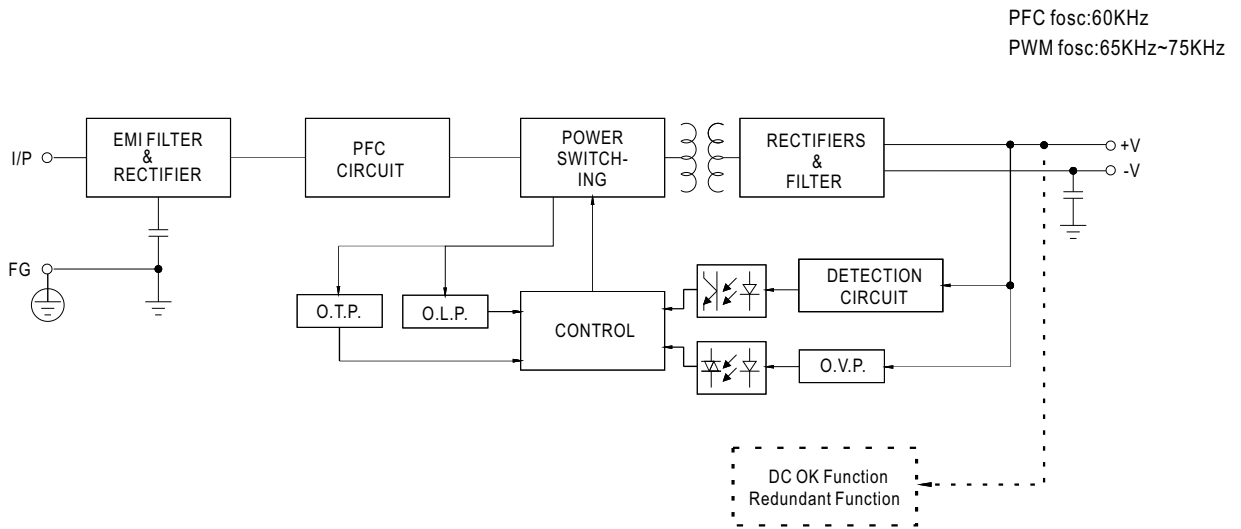 PFC fosc:60KHz
PWM fosc:65KHz~75KHz
I/P
EMI FILTER
&
RECTIFIER
PFC
CIRCUIT
POWER
SWITCH-
ING
RECTIFIERS
&
FILTER
+V
-V
FG
O.T.P.
O.L.P.
CONTROL
DETECTION
CIRCUIT
O.V.P.
DC OK Function
Redundant Function